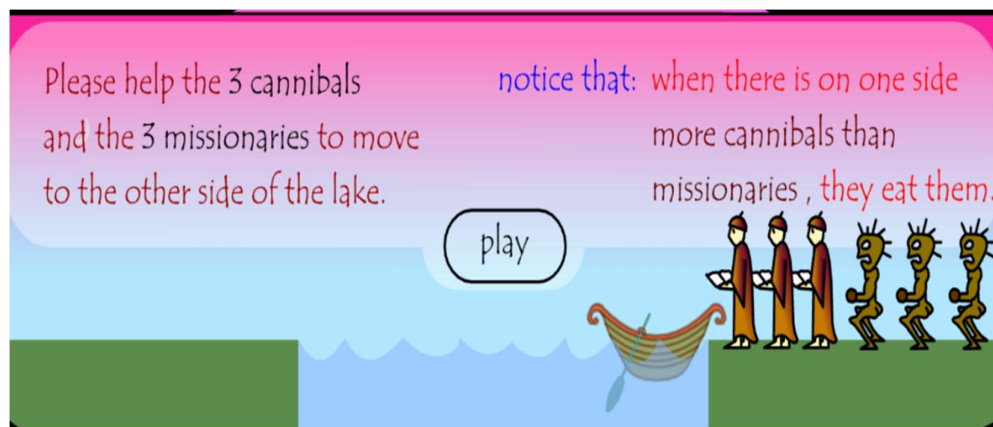 Please help the 3 cannibals
and the 3 missionaries to move
to the other side of the lake.
notice that: when there is on one side
more cannibals than
missionaries , they eat them.
play